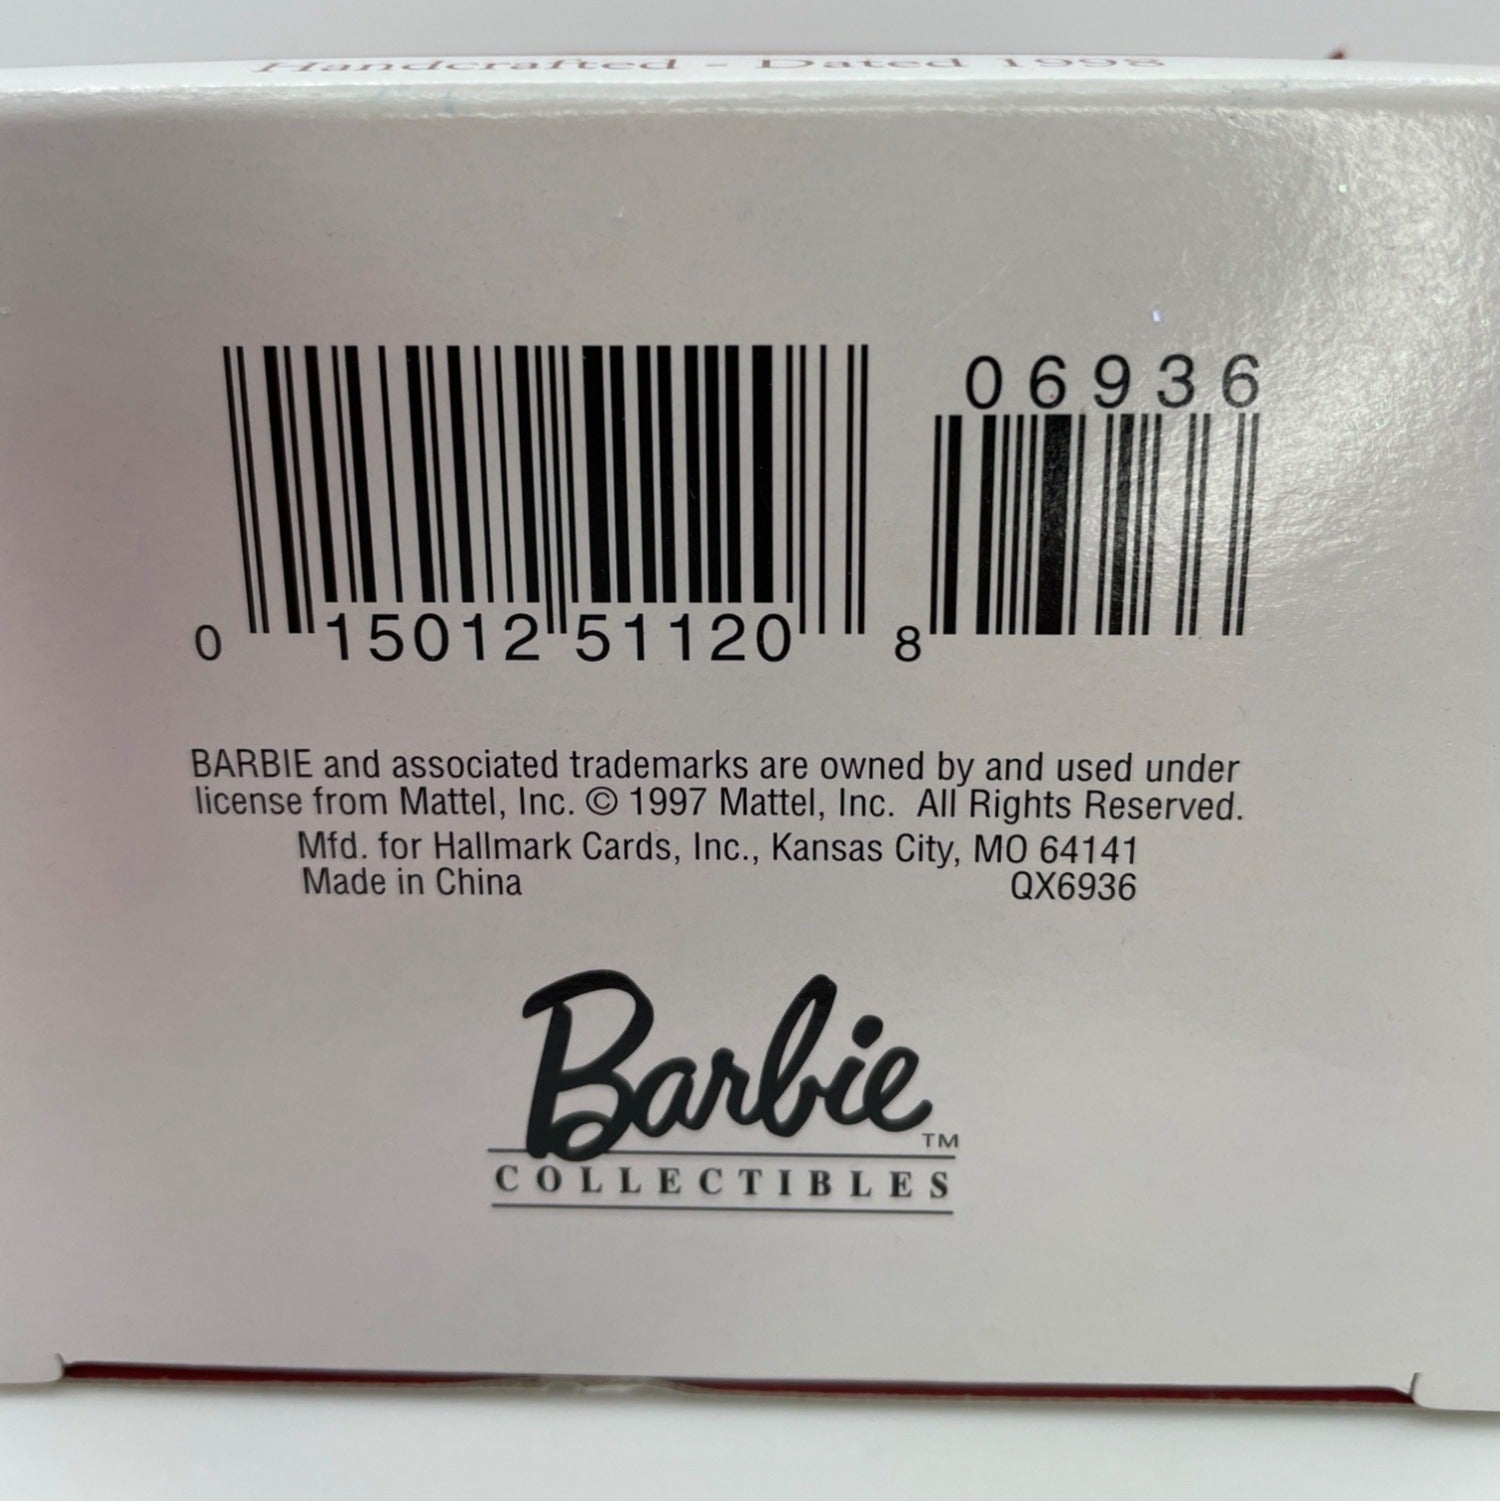 Handcrafted - Dated 1998
06936
0 15012 51120 8
BARBIE and associated trademarks are owned by and used under
license from Mattel, Inc. © 1997 Mattel, Inc. All Rights Reserved.
Mfd. for Hallmark Cards, Inc., Kansas City, MO 64141
Made in China QX6936
Barbie™
COLLECTIBLES